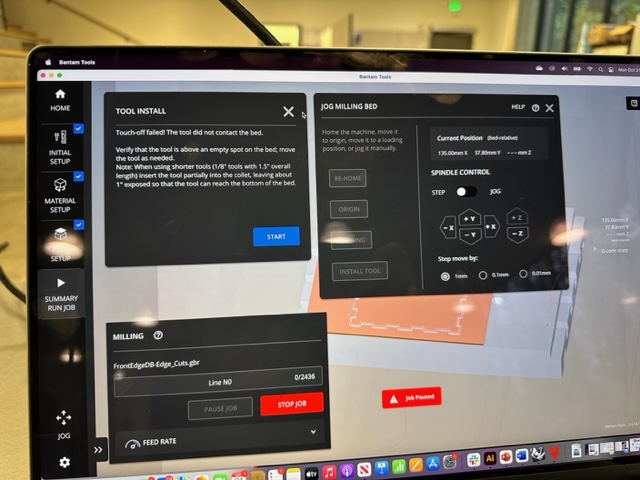 Bantam Tools
Bantam Tools
HOME
INITIAL
SETUP
MATERIAL
SETUP
SETUP
SUMMARY
RUN JOB
JOG
TOOL INSTALL
Touch-off failed! The tool did not contact the bed.
Verify that the tool is above an empty spot on the bed; move
the tool as needed.
Note: When using shorter tools (1/8" tools with 1.5" overall
length) insert the tool partially into the collet, leaving about
1" exposed so that the tool can reach the bottom of the bed.
START
JOG MILLING BED
HELP
Home the machine, move it
to origin, move it to a loading
position, or jog it manually.
RE-HOME
ORIGIN
INSTALL TOOL
Current Position (bed-relative)
135.00mm X 37.80mm Y - - - mm Z
SPINDLE CONTROL
STEP JOG
- X + Y - Y + X + Z - Z
Step move by:
1mm 0.1mm 0.01mm
135.00mm X
37.80mm Y
--- mm Z
G-code state
MILLING
FrontEdgeDB-Edge_Cuts.gbr
Line N0 0/2436
PAUSE JOB STOP JOB
FEED RATE
Job Paused